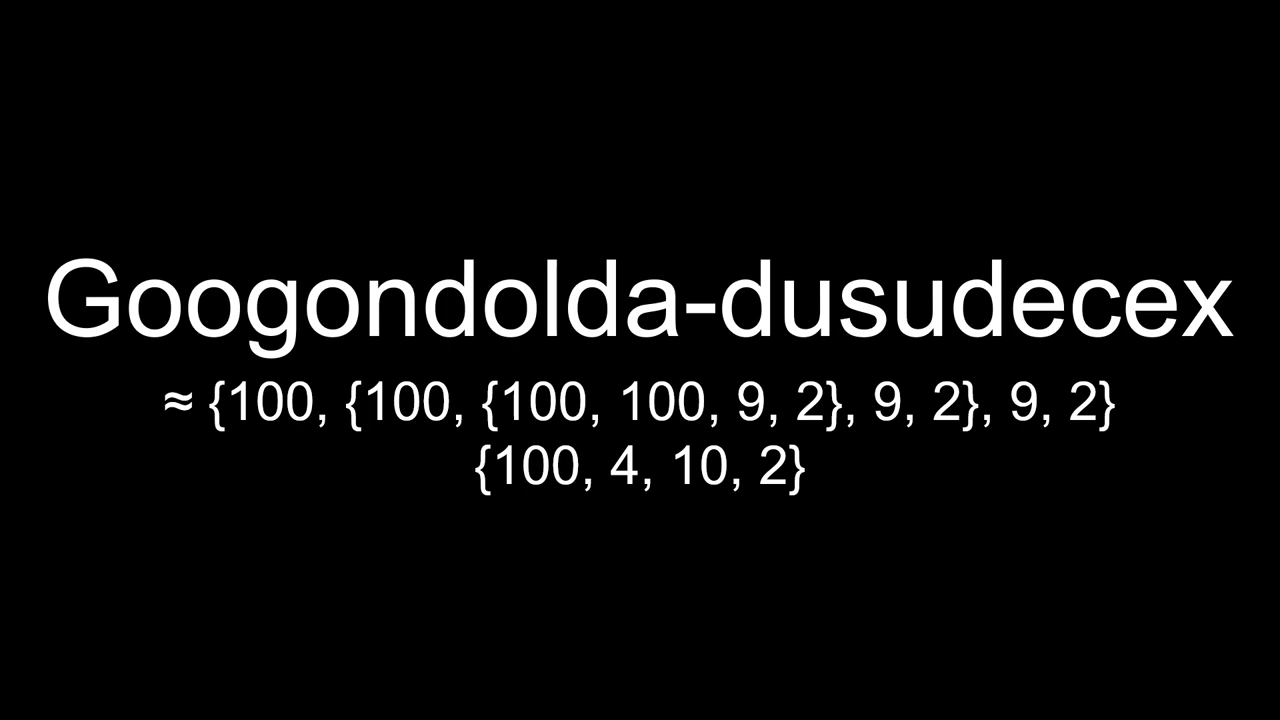 Googondolda-dusudecex
≈ {100, {100, {100, 100, 9, 2}, 9, 2}, 9, 2}
{100, 4, 10, 2}